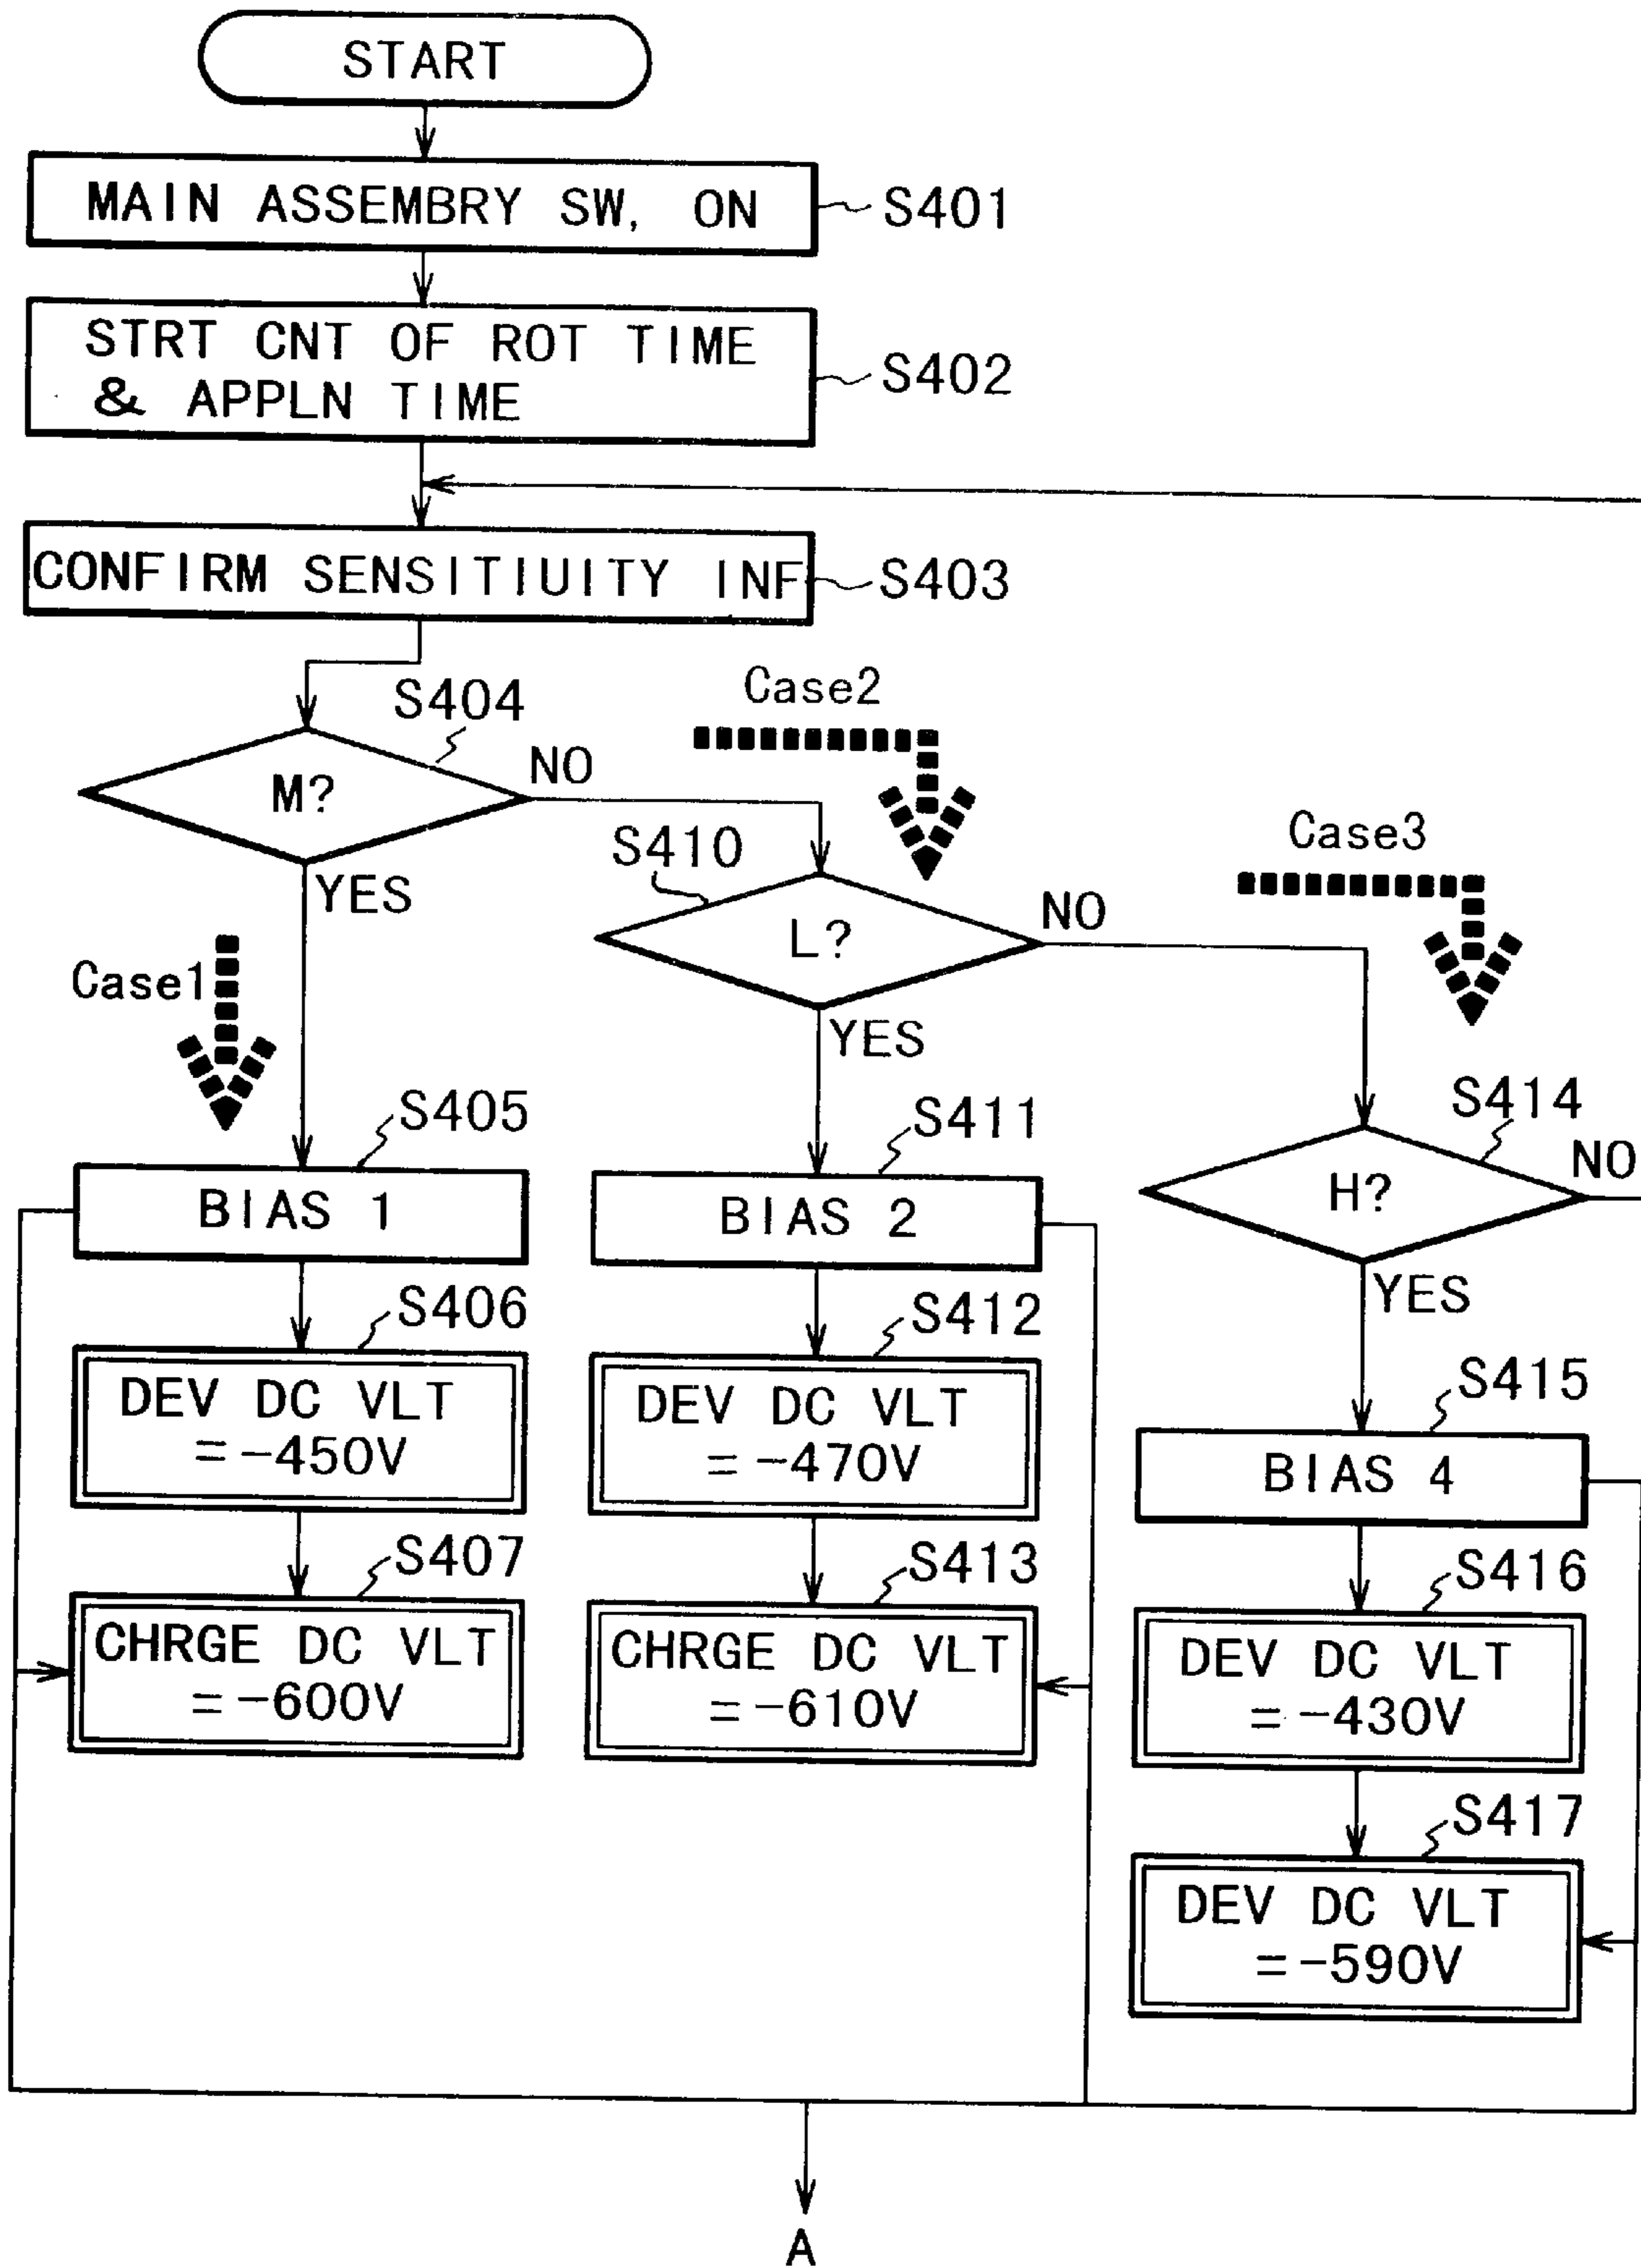 START
MAIN ASSEMBRY SW, ON
S401
STRT CNT OF ROT TIME
& APPLN TIME
S402
CONFIRM SENSITIUITY INF
S403
S404
M?
NO
YES
Case1
Case2
S410
L?
NO
YES
Case3
S414
H?
NO
YES
S405
BIAS 1
S406
DEV DC VLT
=-450V
S407
CHRGE DC VLT
=-600V
S411
BIAS 2
S412
DEV DC VLT
=-470V
S413
CHRGE DC VLT
=-610V
S415
BIAS 4
S416
DEV DC VLT
=-430V
S417
DEV DC VLT
=-590V
A